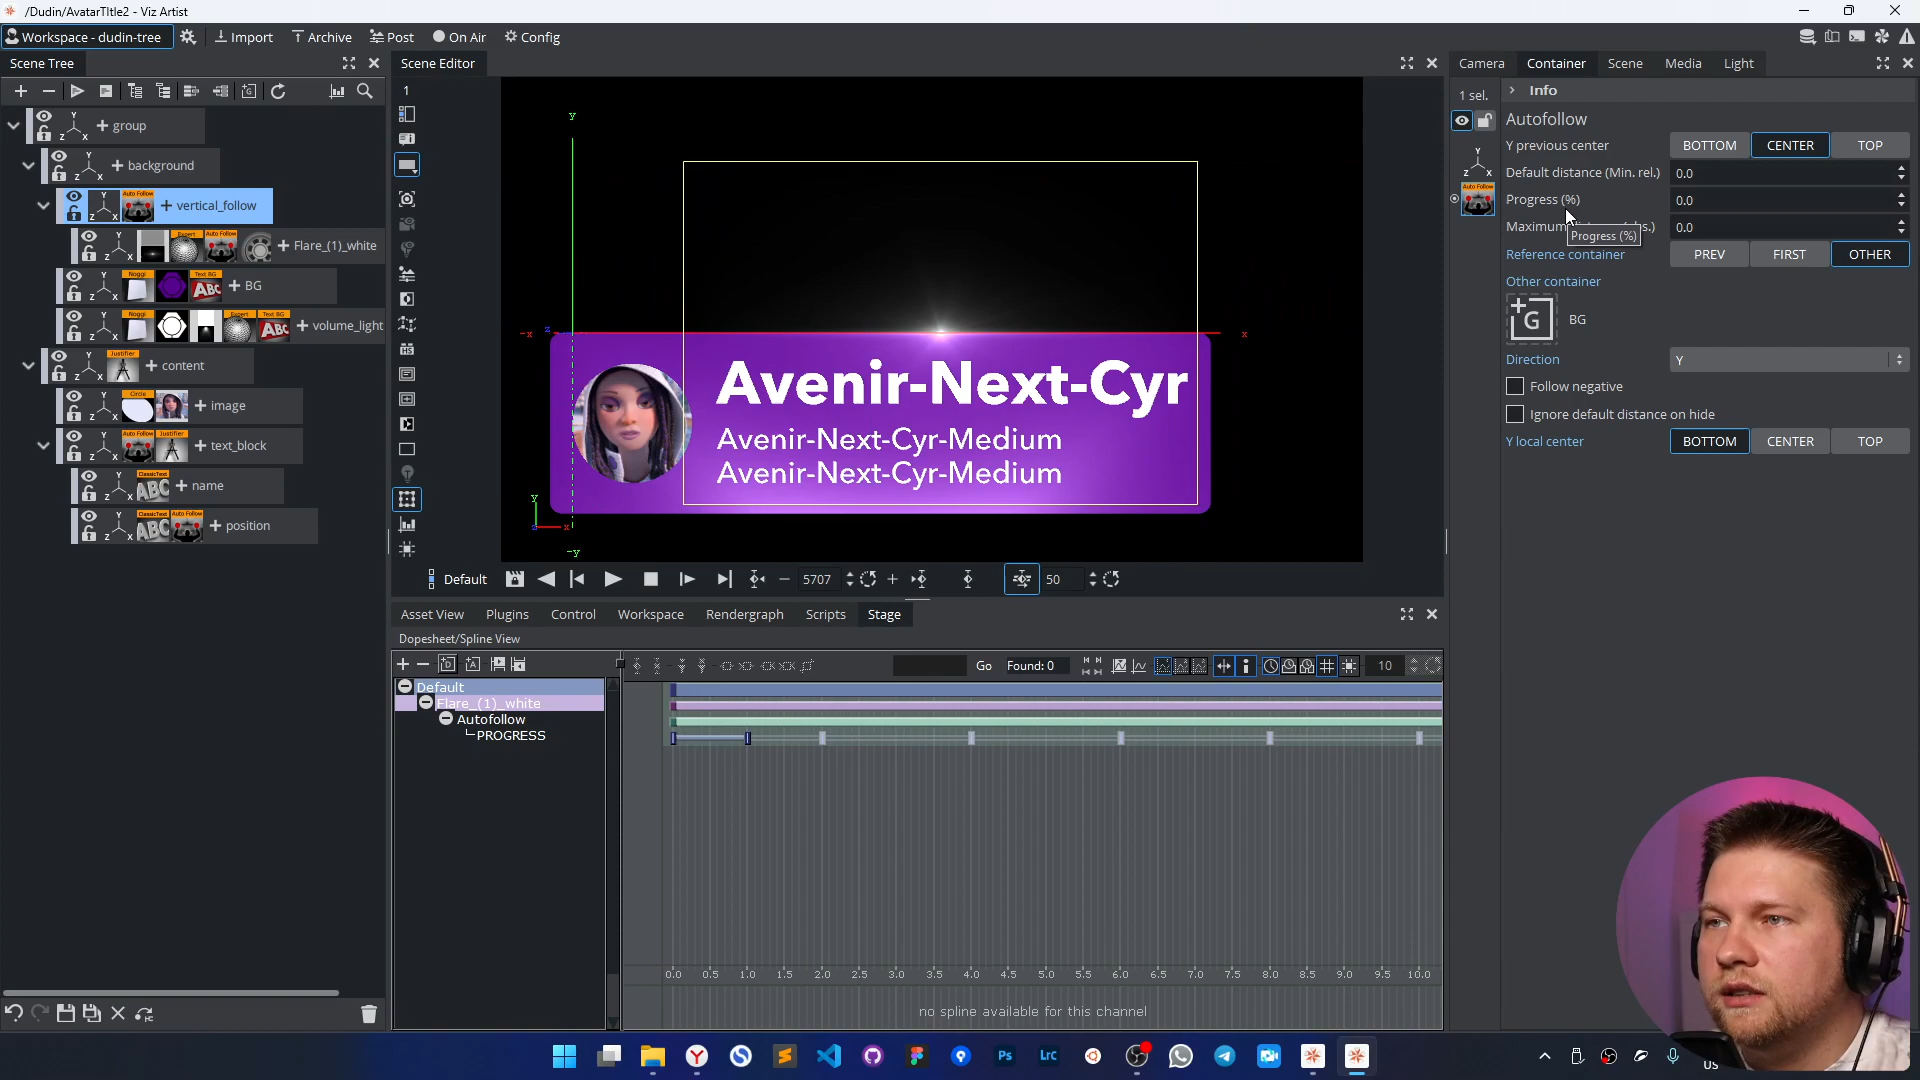 /Dudin/AvatarTItle2 - Viz Artist
Workspace - dudin-tree
Import
Archive
Post
On Air
Config
Scene Tree
Scene Editor
Camera
Container
Scene
Media
Light
1
1 sel.
Info
group
background
vertical_follow
Flare_(1)_white
BG
volume_light
content
image
text_block
name
position
Autofollow
Y previous center
BOTTOM
CENTER
TOP
Default distance (Min. rel.)
0.0
Progress (%)
0.0
0.0
Progress (%)
Reference container
PREV
FIRST
OTHER
Other container
BG
Direction
Y
Follow negative
Ignore default distance on hide
Y local center
BOTTOM
CENTER
TOP
Avenir-Next-Cyr
Avenir-Next-Cyr-Medium
Avenir-Next-Cyr-Medium
Default
5707
50
Asset View
Plugins
Control
Workspace
Rendergraph
Scripts
Stage
Dopesheet/Spline View
Go
Found: 0
10
Default
Flare_(1)_white
Autofollow
PROGRESS
0.0 0.5 1.0 1.5 2.0 2.5 3.0 3.5 4.0 4.5 5.0 5.5 6.0 6.5 7.0 7.5 8.0 8.5 9.0 9.5 10.0
no spline available for this channel
US